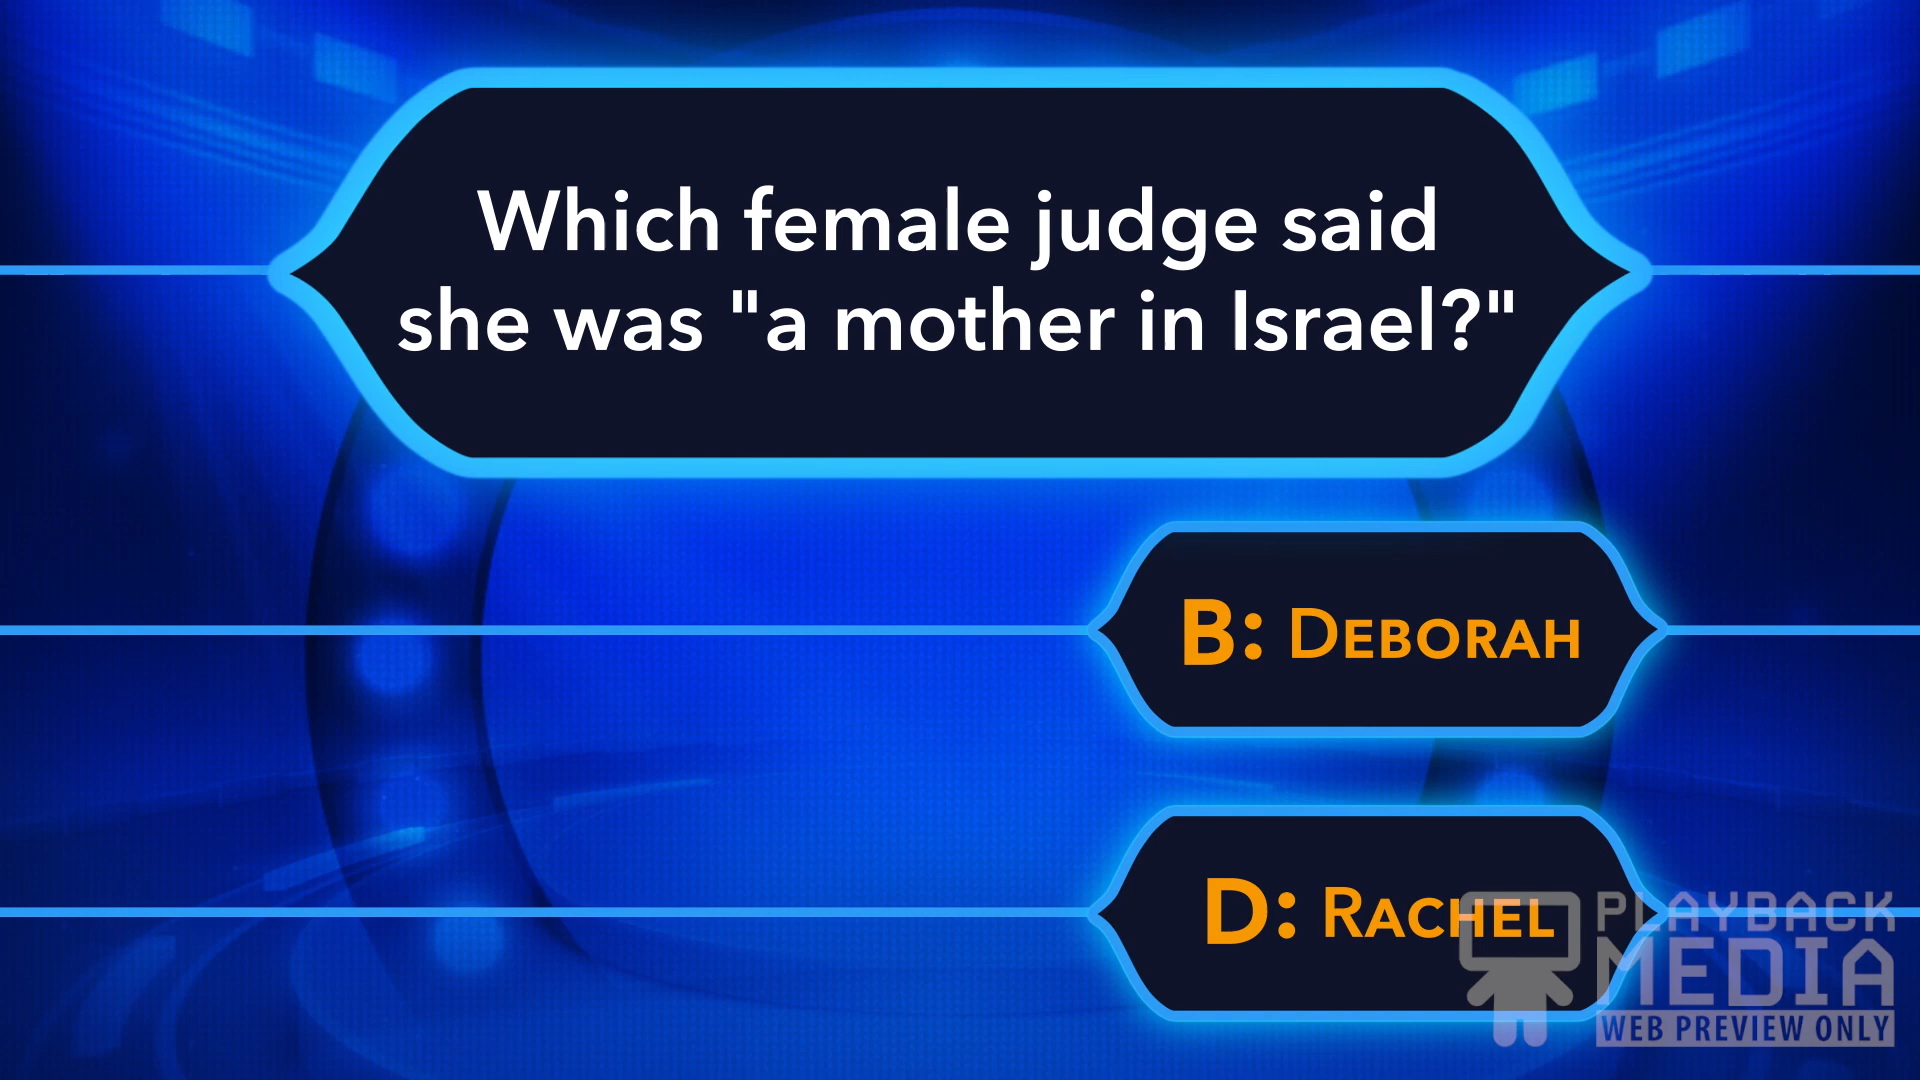 Which female judge said
she was "a mother in Israel?"
B: DEBORAH
D: RACHEL
PLAYBACK
MEDIA
WEB PREVIEW ONLY